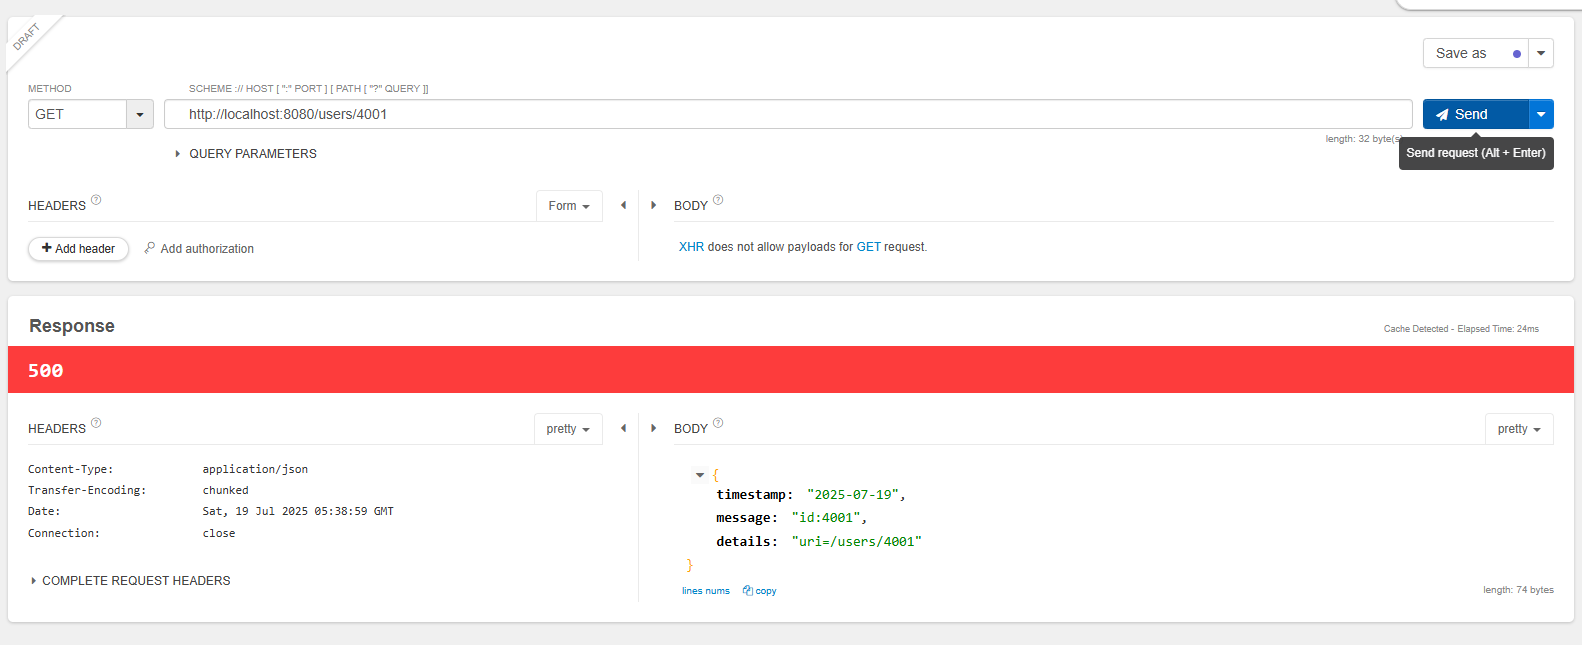 DRAFT
Save as
METHOD
SCHEME :// HOST [ ":" PORT ] [ PATH [ "?" QUERY ]]
GET
http://localhost:8080/users/4001
Send
length: 32 byte(s)
Send request (Alt + Enter)
QUERY PARAMETERS
HEADERS ?
Form
BODY ?
+ Add header
Add authorization
XHR does not allow payloads for GET request.
Response
Cache Detected - Elapsed Time: 24ms
500
HEADERS ?
pretty
BODY ?
pretty
Content-Type: application/json
Transfer-Encoding: chunked
Date: Sat, 19 Jul 2025 05:38:59 GMT
Connection: close
COMPLETE REQUEST HEADERS
{
timestamp: "2025-07-19",
message: "id:4001",
details: "uri=/users/4001"
}
lines nums
copy
length: 74 bytes